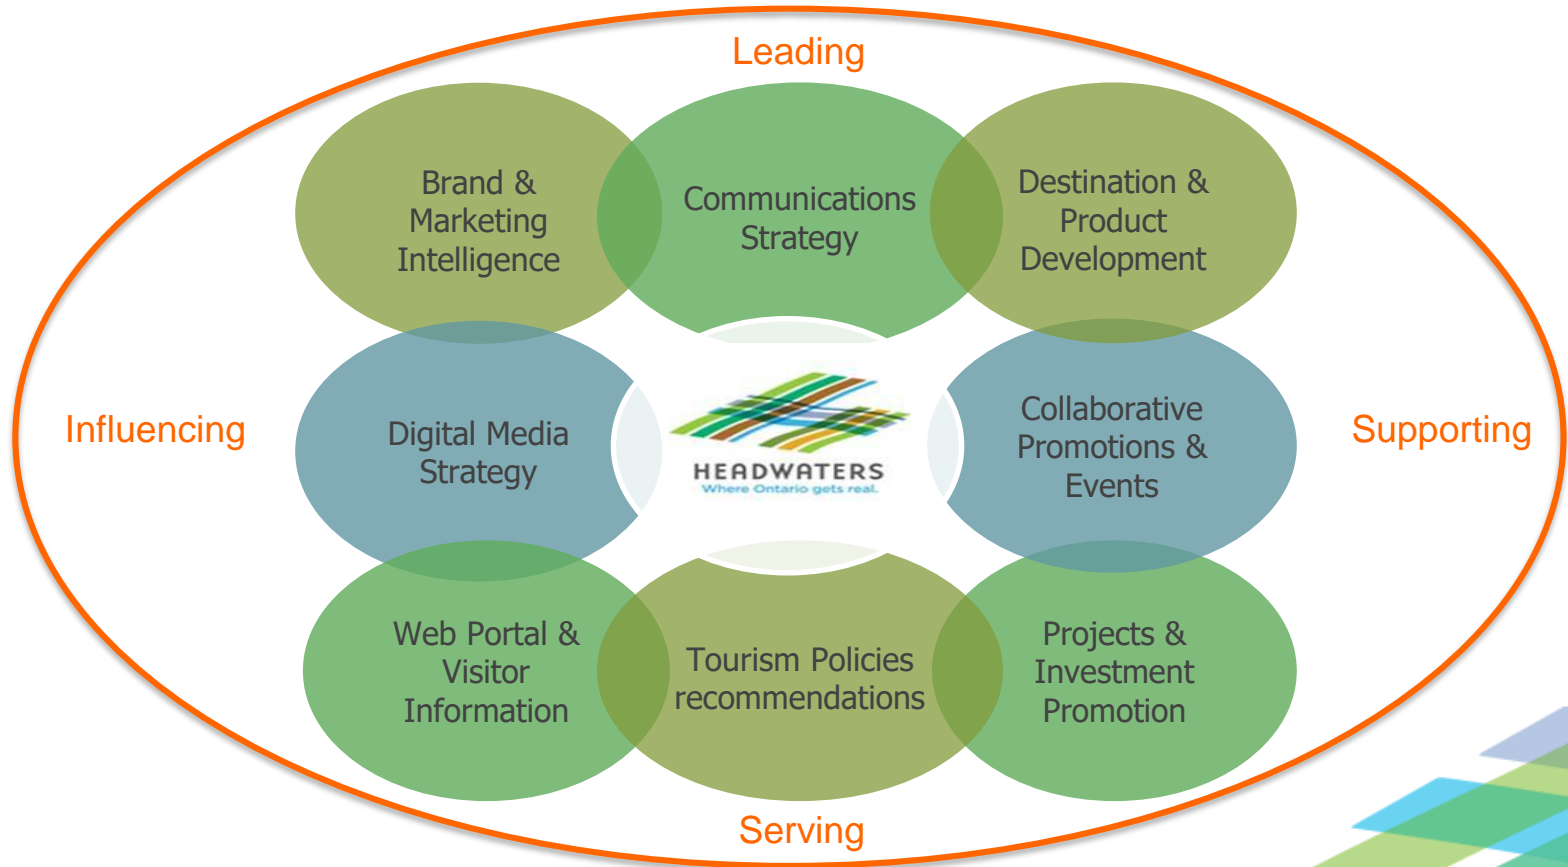 Leading
Brand &
Marketing
Intelligence
Communications
Strategy
Destination &
Product
Development
Influencing
Digital Media
Strategy
HEADWATERS
Where Ontario gets real.
Collaborative
Promotions &
Events
Supporting
Web Portal &
Visitor
Information
Tourism Policies
recommendations
Projects &
Investment
Promotion
Serving